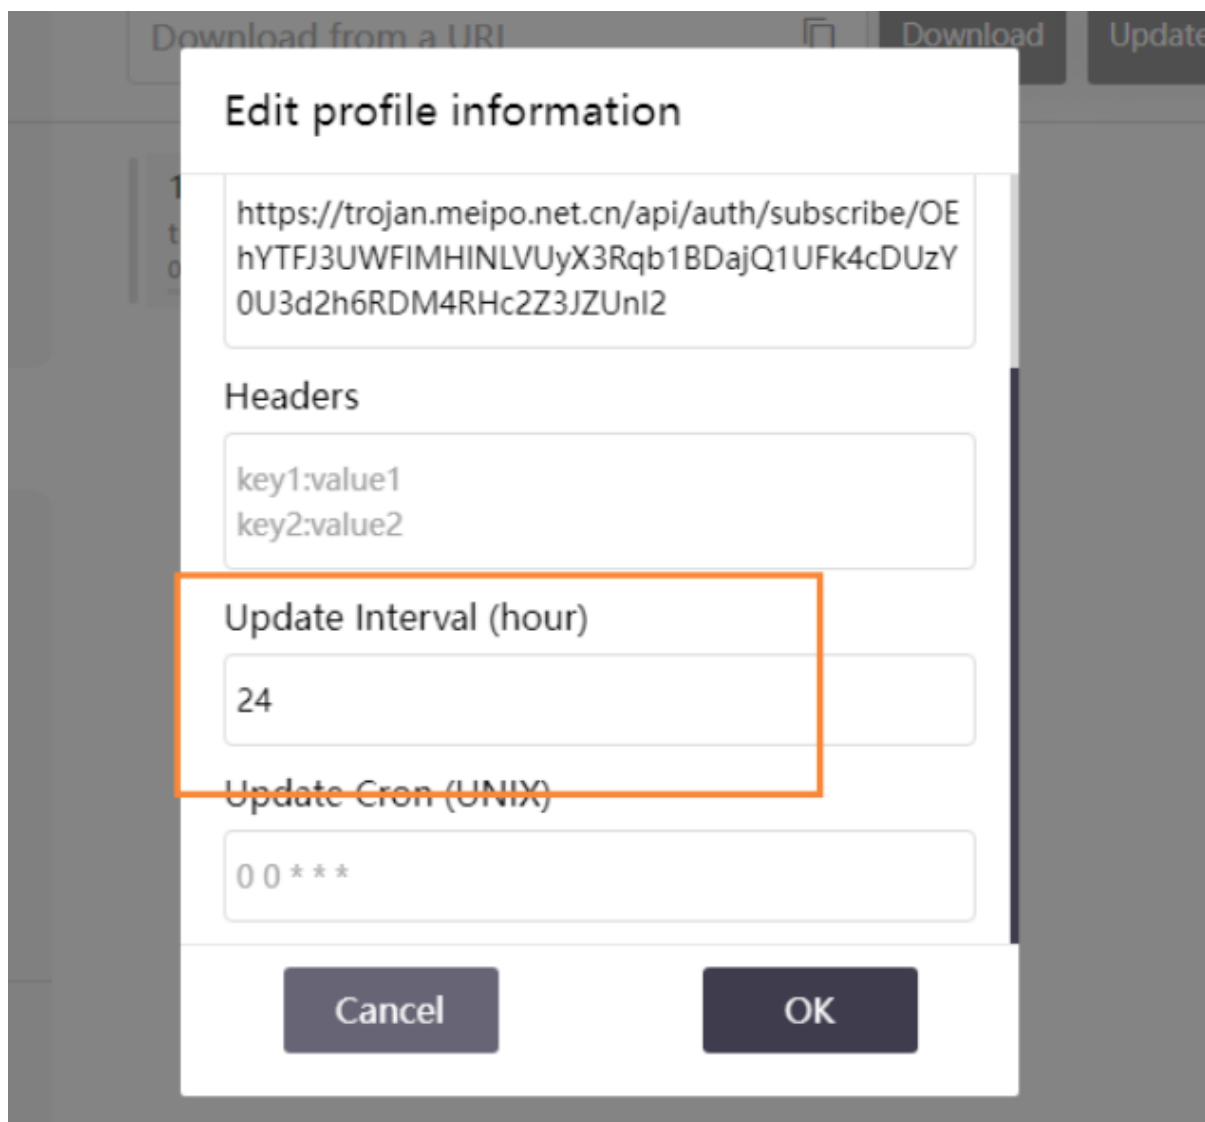 Download from a URL
Download
Update
Edit profile information
https://trojan.meipo.net.cn/api/auth/subscribe/OE
hYTFJ3UWFIMHlNLVUyX3Rqb1BDajQ1UFk4cDUzY
0U3d2h6RDM4RHc2Z3JZUnl2
Headers
key1:value1
key2:value2
Update Interval (hour)
24
Update Cron (UNIX)
0 0 * * *
Cancel
OK